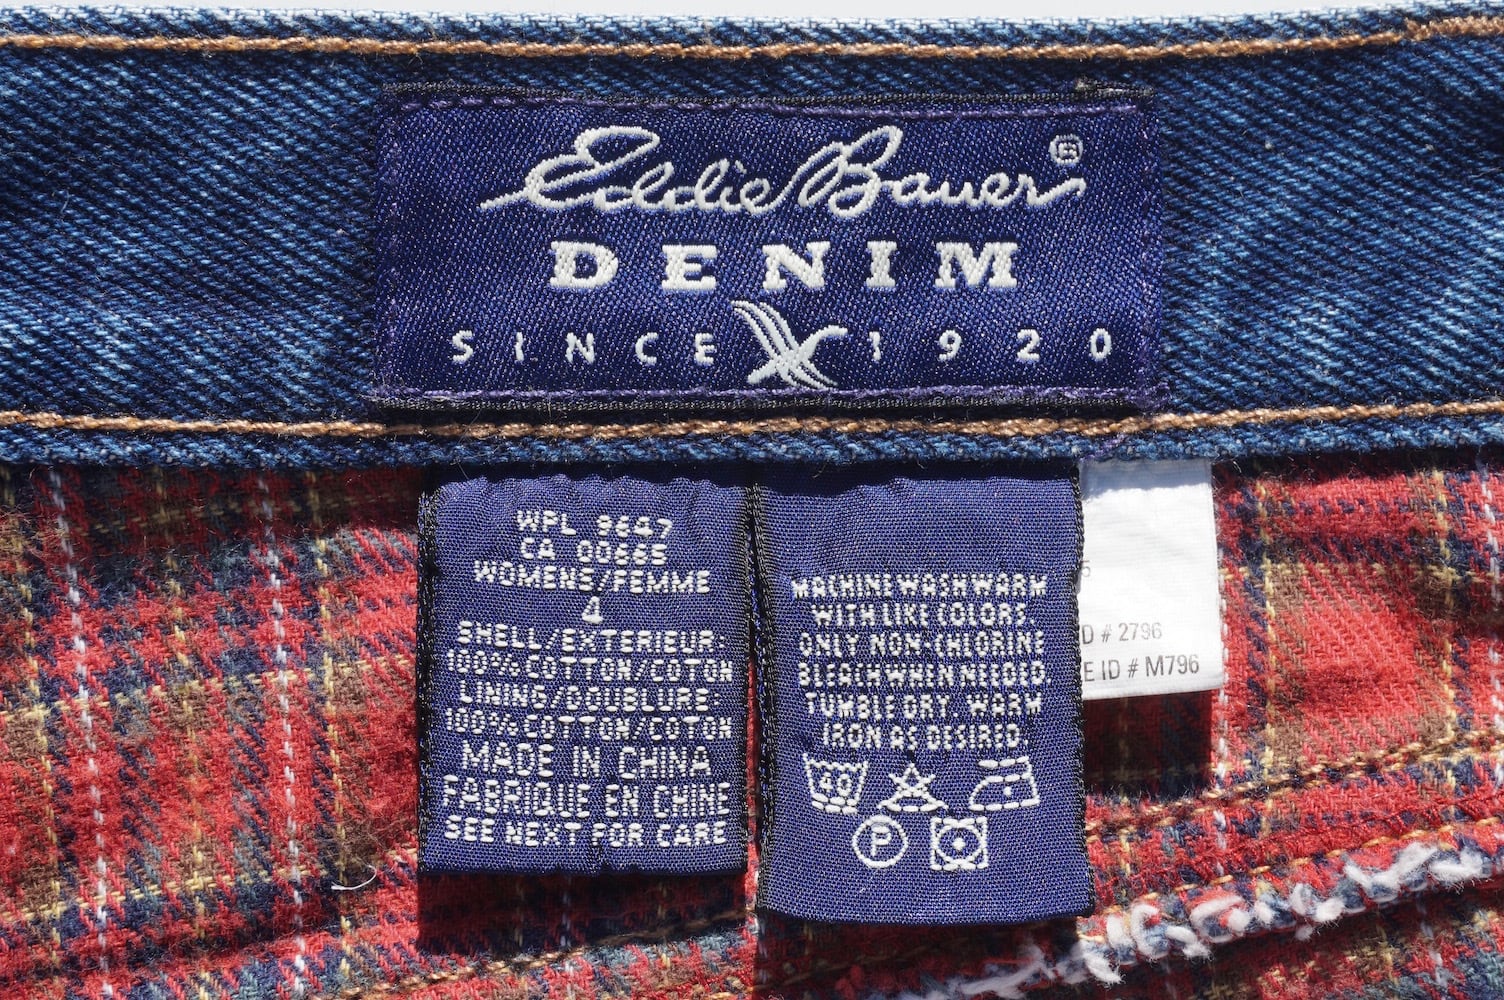 Eddie Bauer ®
DENIM
SINCE 1920
WPL 9647
CA 00665
WOMENS/FEMME
4
SHELL/EXTERIEUR:
100% COTTON/COTON
LINING/DOUBLURE:
100% COTTON/COTON
MADE IN CHINA
FABRIQUE EN CHINE
SEE NEXT FOR CARE
MACHINE WASH WARM
WITH LIKE COLORS.
ONLY NON-CHLORINE
BLEACH WHEN NEEDED.
TUMBLE DRY WARM
IRON AS DESIRED
40
P
D # 2796
E ID # M796